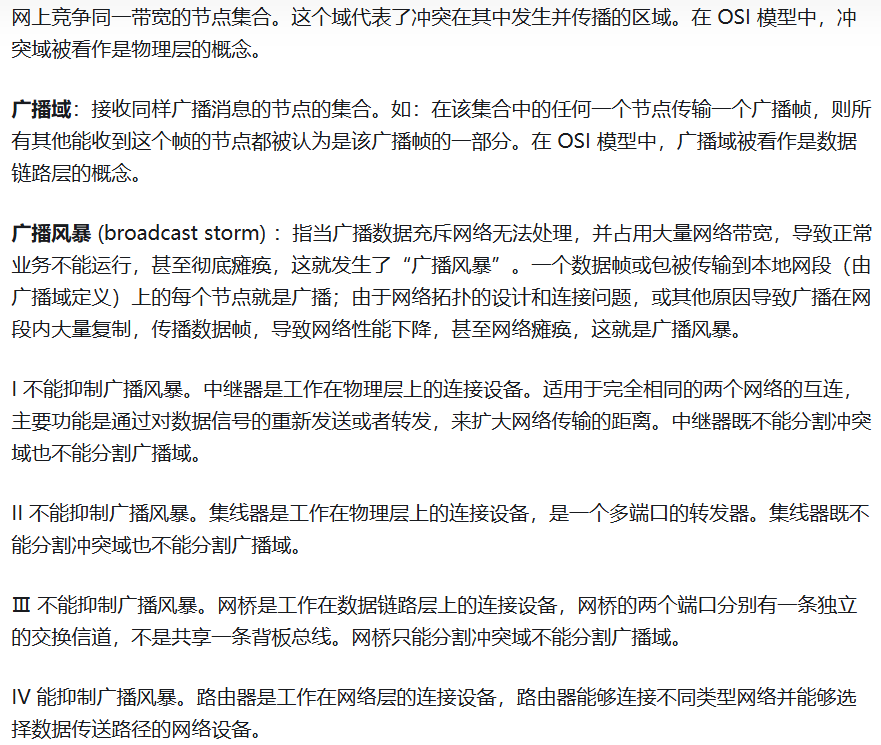 网上竞争同一带宽的节点集合。这个域代表了冲突在其中发生并传播的区域。在 OSI 模型中，冲
突域被看作是物理层的概念。
广播域：接收同样广播消息的节点的集合。如：在该集合中的任何一个节点传输一个广播帧，则所
有其他能收到这个帧的节点都被认为是该广播帧的一部分。在 OSI 模型中，广播域被看作是数据
链路层的概念。
广播风暴 (broadcast storm) ：指当广播数据充斥网络无法处理，并占用大量网络带宽，导致正常
业务不能运行，甚至彻底瘫痪，这就发生了“广播风暴”。一个数据帧或包被传输到本地网段（由
广播域定义）上的每个节点就是广播；由于网络拓扑的设计和连接问题，或其他原因导致广播在网
段内大量复制，传播数据帧，导致网络性能下降，甚至网络瘫痪，这就是广播风暴。
I 不能抑制广播风暴。中继器是工作在物理层上的连接设备。适用于完全相同的两个网络的互连，
主要功能是通过对数据信号的重新发送或者转发，来扩大网络传输的距离。中继器既不能分割冲突
域也不能分割广播域。
II 不能抑制广播风暴。集线器是工作在物理层上的连接设备，是一个多端口的转发器。集线器既不
能分割冲突域也不能分割广播域。
Ⅲ 不能抑制广播风暴。网桥是工作在数据链路层上的连接设备，网桥的两个端口分别有一条独立
的交换信道，不是共享一条背板总线。网桥只能分割冲突域不能分割广播域。
IV 能抑制广播风暴。路由器是工作在网络层的连接设备，路由器能够连接不同类型网络并能够选
择数据传送路径的网络设备。